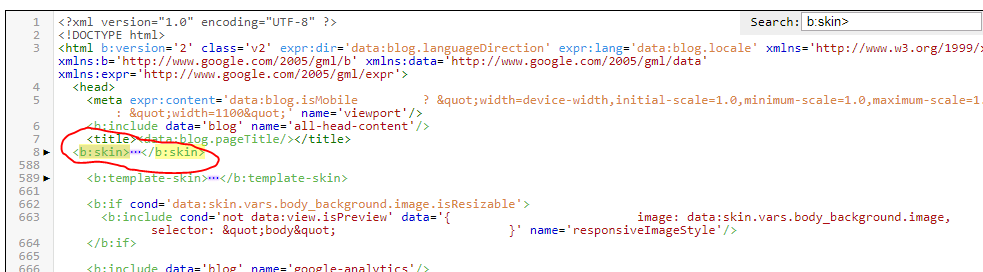 Search: b:skin>
1 <?xml version="1.0" encoding="UTF-8" ?>
2 <!DOCTYPE html>
3 <html b:version='2' class='v2' expr:dir='data:blog.languageDirection' expr:lang='data:blog.locale' xmlns='http://www.w3.org/1999/x
xmlns:b='http://www.google.com/2005/gml/b' xmlns:data='http://www.google.com/2005/gml/data'
xmlns:expr='http://www.google.com/2005/gml/expr'>
4 <head>
5 <meta expr:content='data:blog.isMobile ? &quot;width=device-width,initial-scale=1.0,minimum-scale=1.0,maximum-scale=1.
: &quot;width=1100&quot;' name='viewport'/>
6 <b:include data='blog' name='all-head-content'/>
7 <title><data:blog.pageTitle/></title>
8 <b:skin>…</b:skin>
588
589 <b:template-skin>…</b:template-skin>
661
662 <b:if cond='data:skin.vars.body_background.image.isResizable'>
663 <b:include cond='not data:view.isPreview' data='{ image: data:skin.vars.body_background.image,
selector: &quot;body&quot; }' name='responsiveImageStyle'/>
664 </b:if>
665
666 <b:include data='blog' name='google-analytics'/>